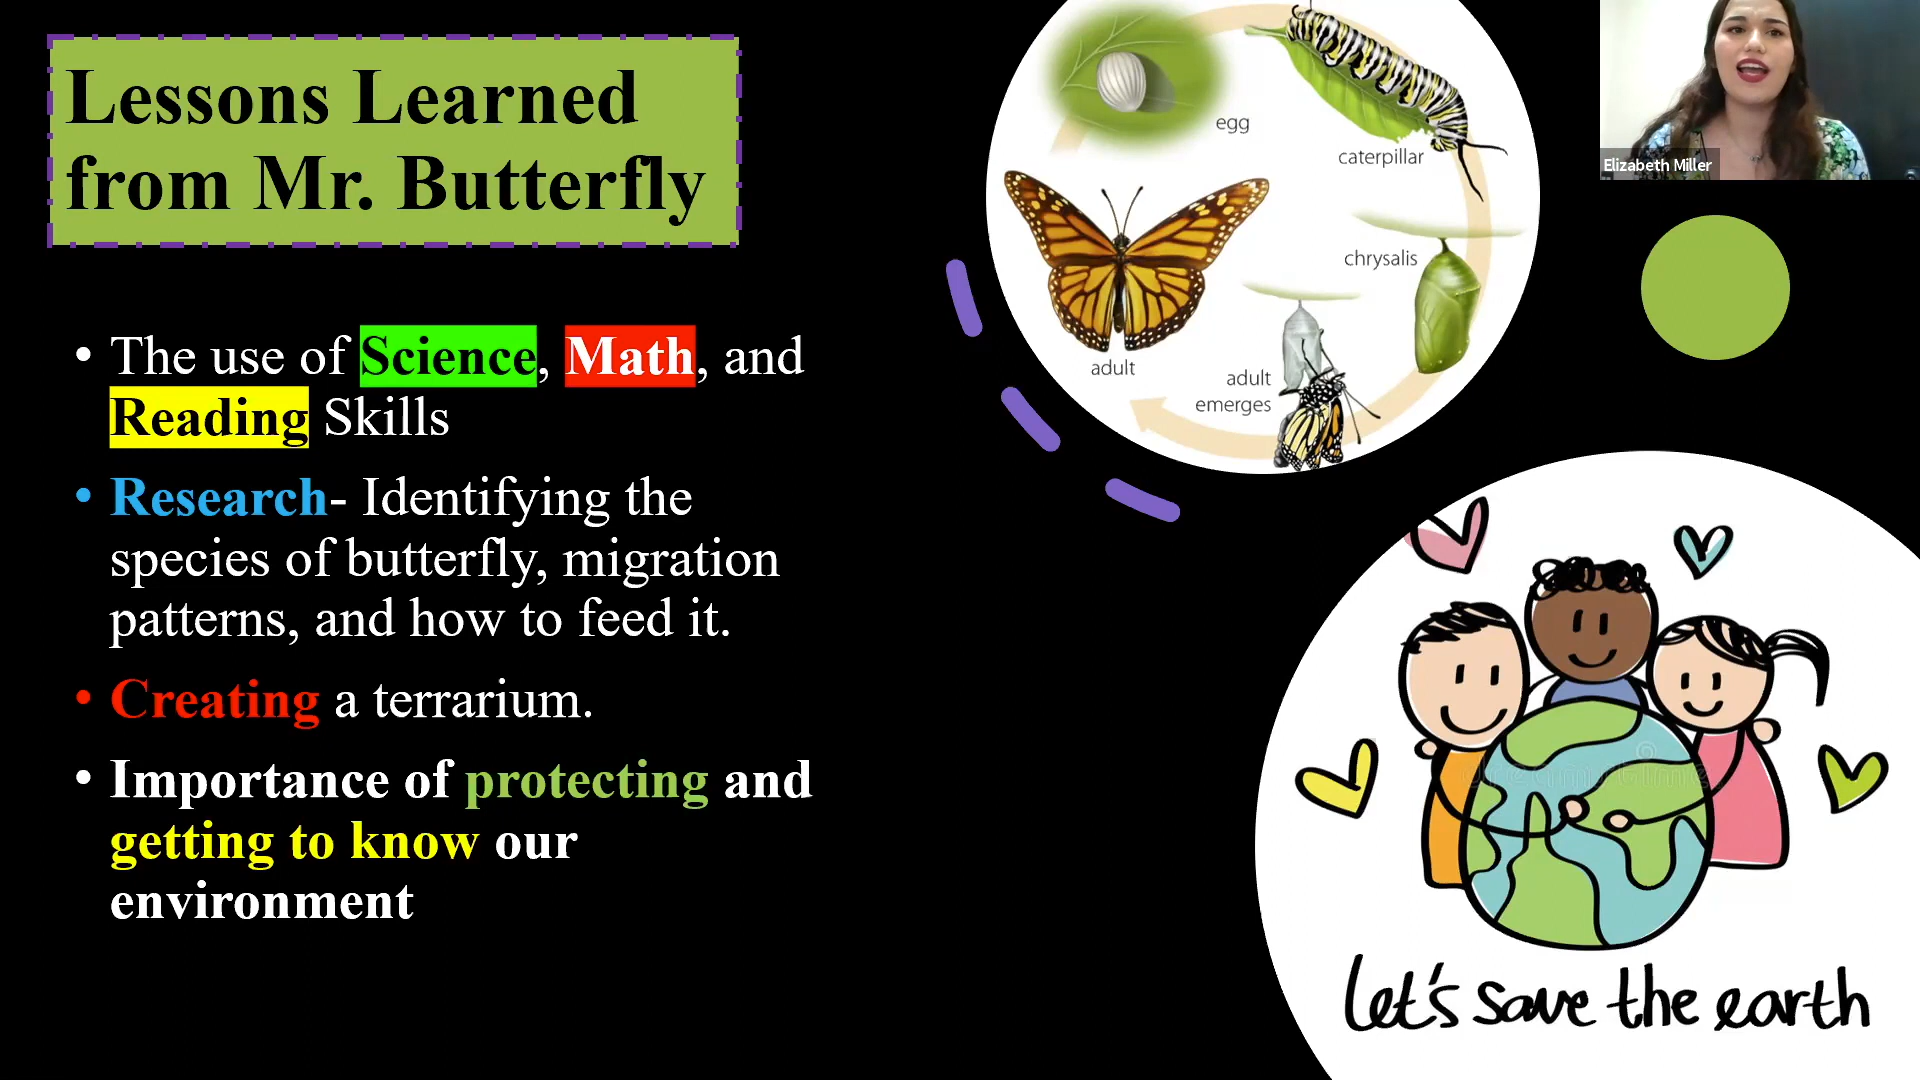 Lessons Learned
from Mr. Butterfly
• The use of Science, Math, and
Reading Skills
• Research- Identifying the
species of butterfly, migration
patterns, and how to feed it.
• Creating a terrarium.
• Importance of protecting and
getting to know our
environment
egg
caterpillar
chrysalis
adult
emerges
adult
Elizabeth Miller
dreamstime
let's save the earth